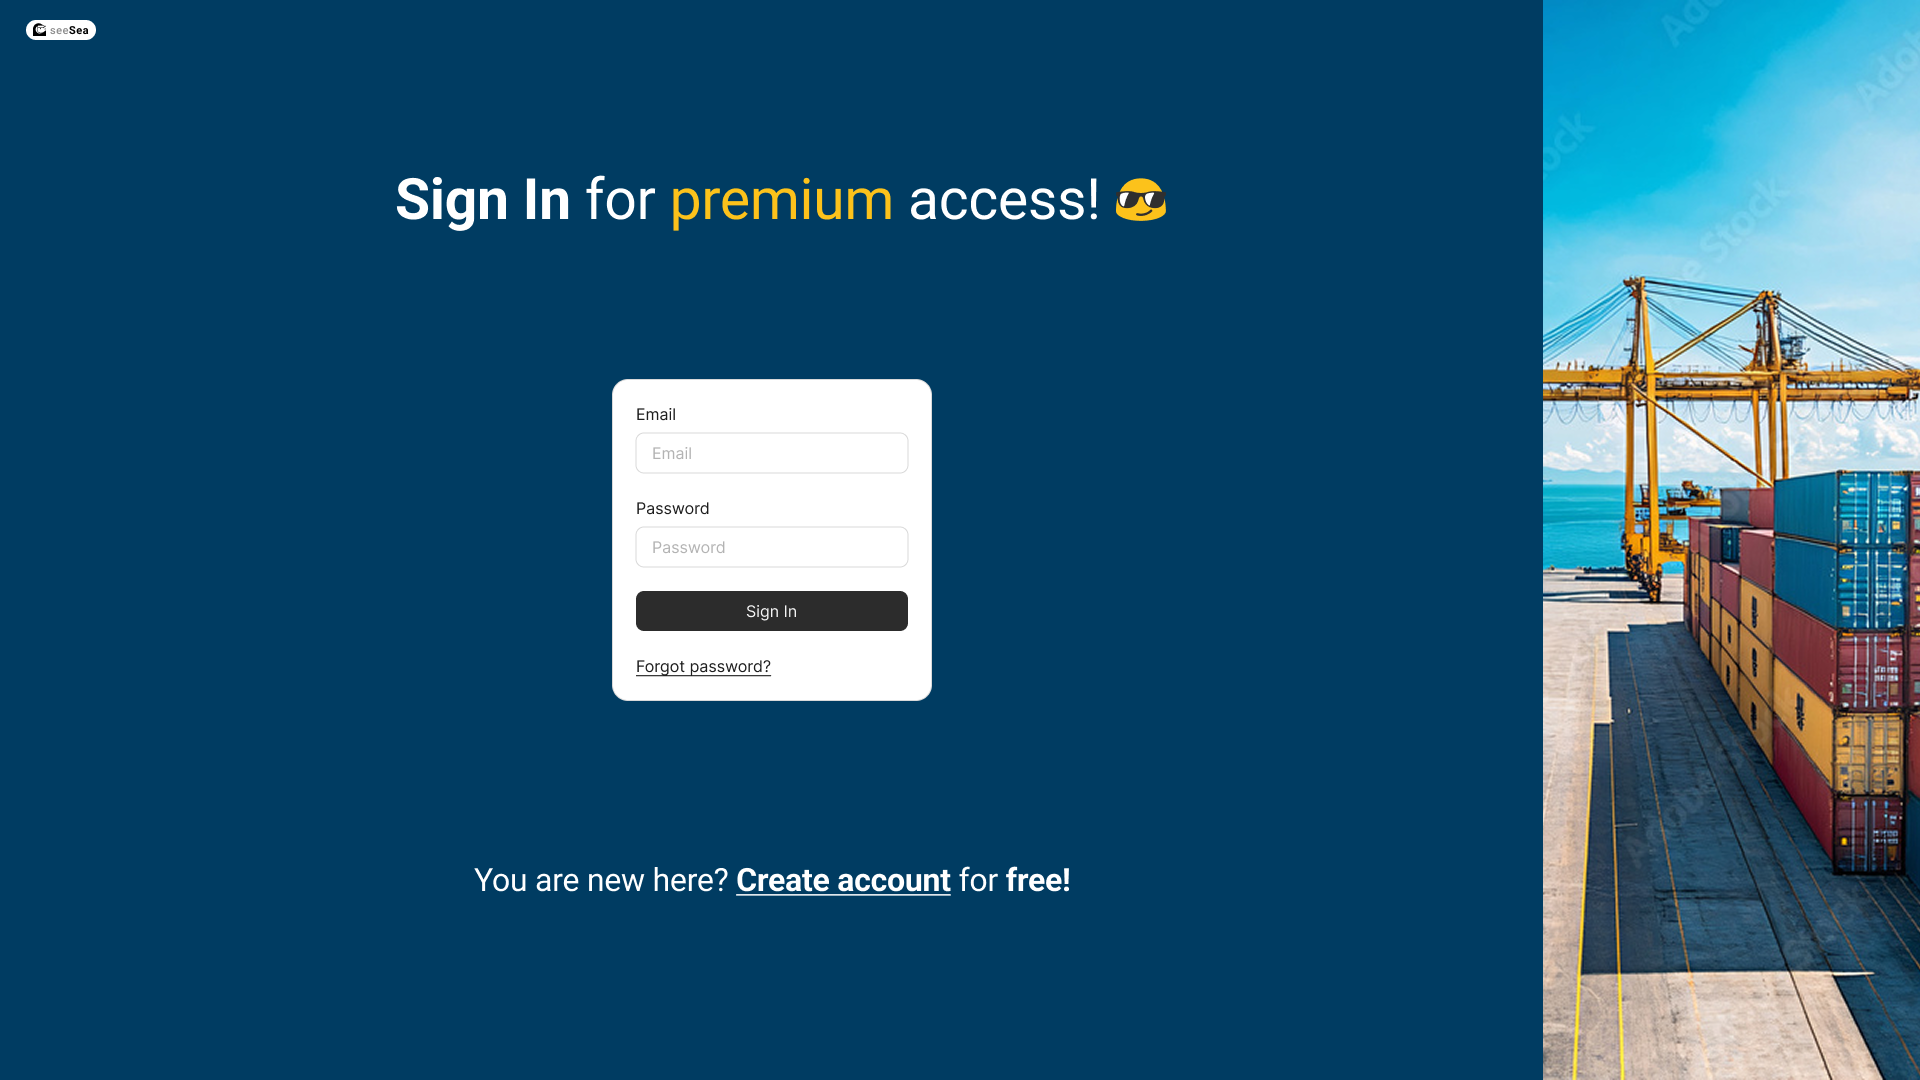 seeSea
Sign In for premium access! 😎
Email
Email
Password
Password
Sign In
Forgot password?
You are new here? Create account for free!
Adobe Stock